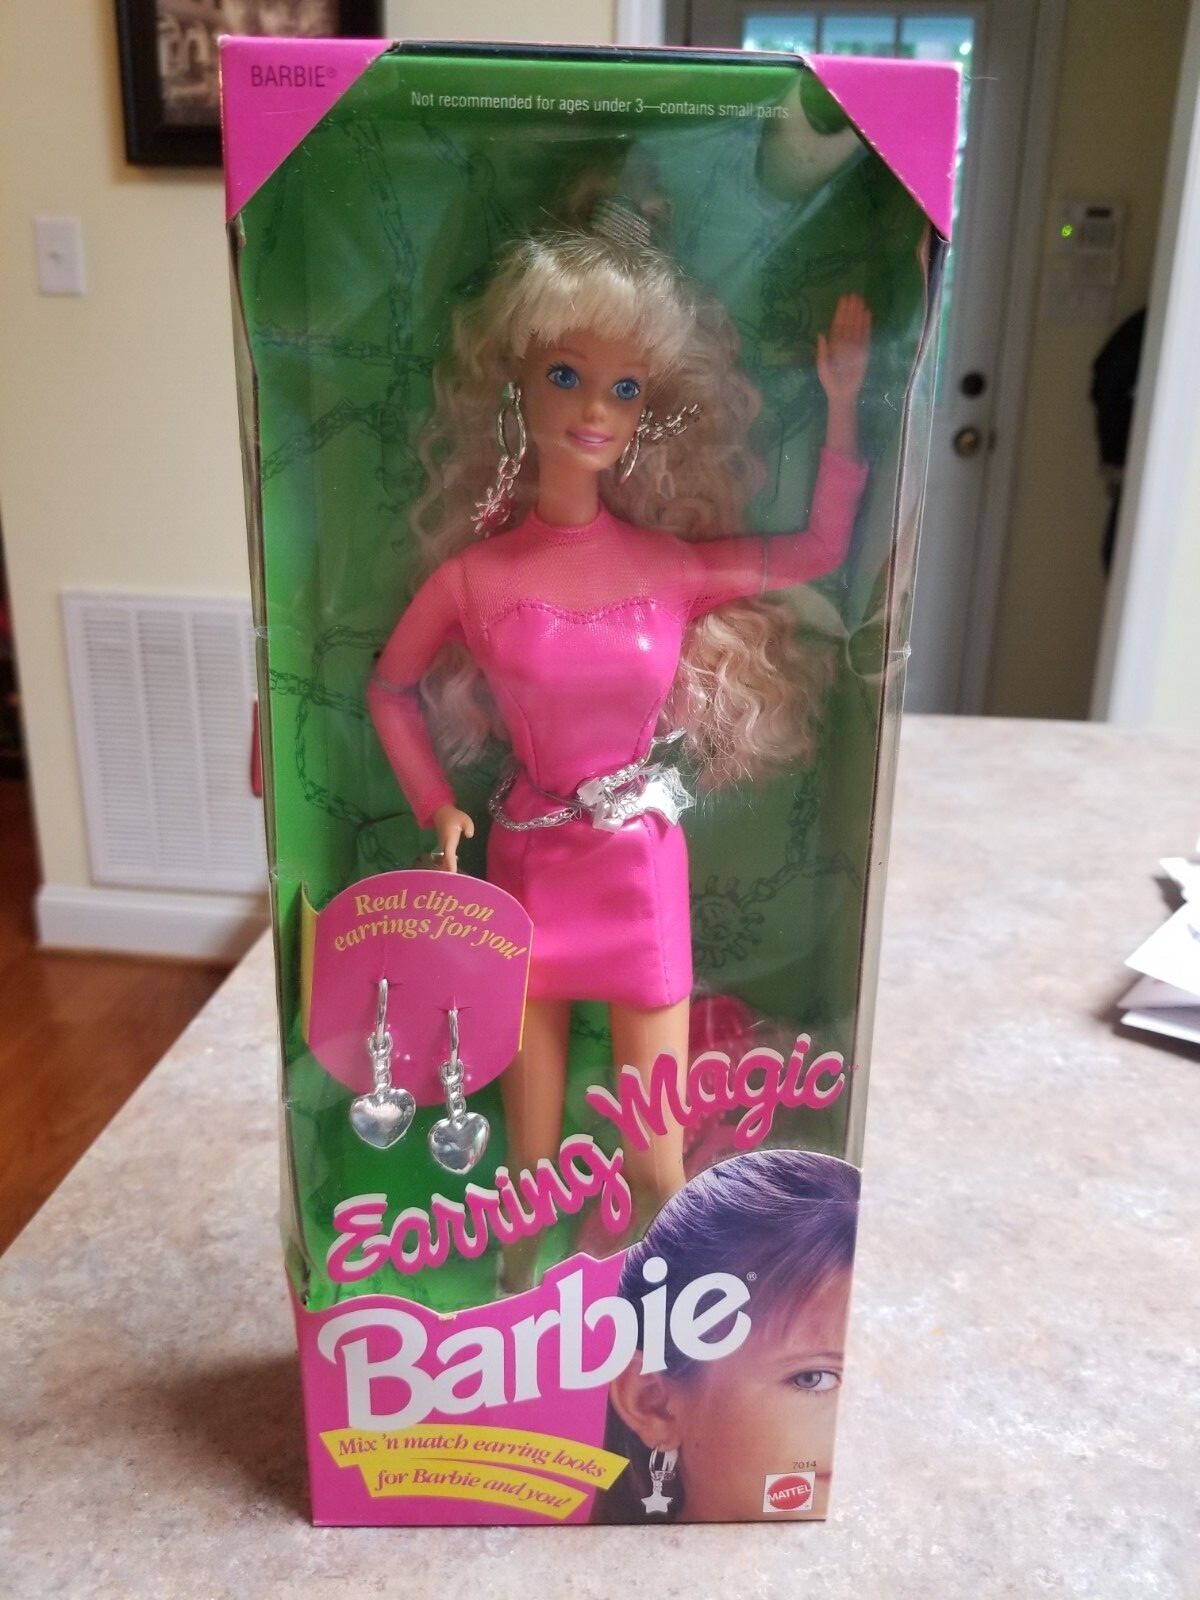 BARBIE®
Not recommended for ages under 3—contains small parts
Real clip-on
earrings for you!
Earring Magic
Barbie®
Mix 'n match earring looks
for Barbie and you!
7014
MATTEL